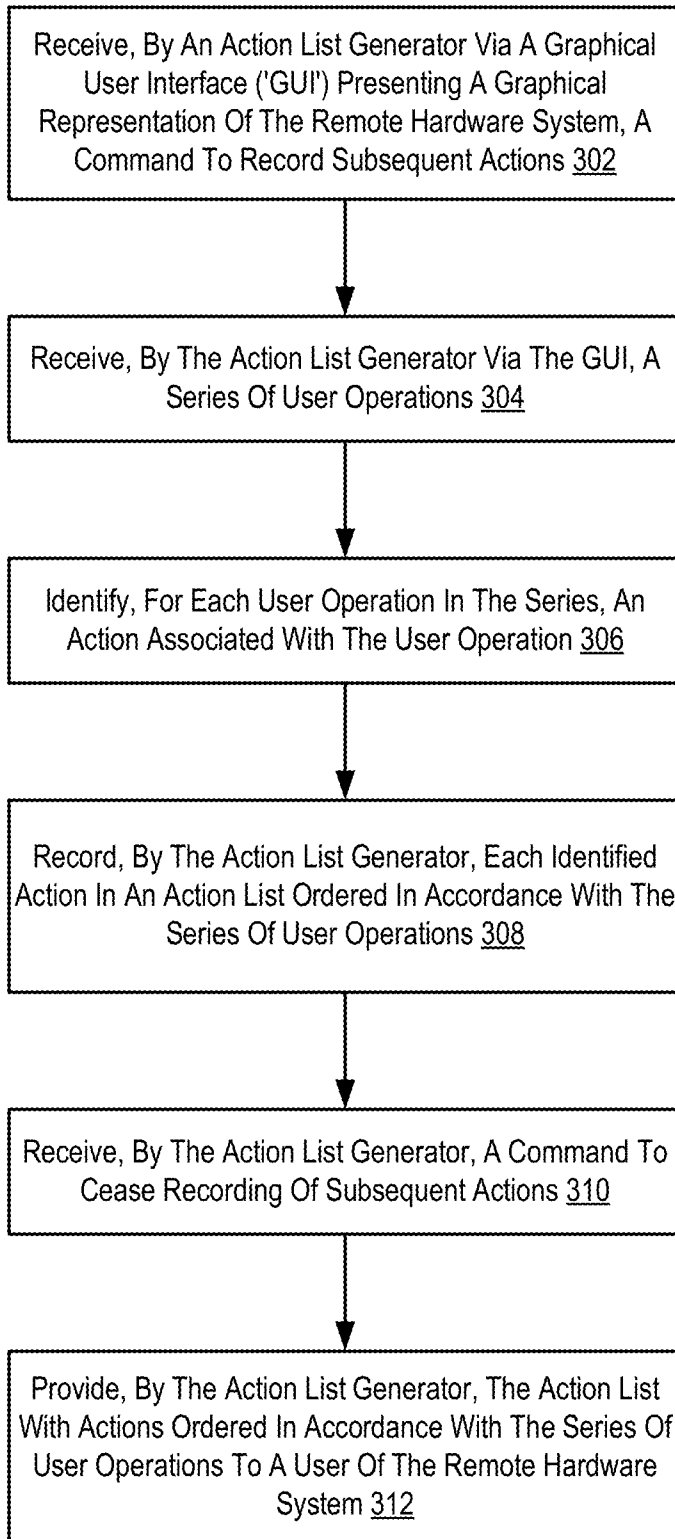 Receive, By An Action List Generator Via A Graphical
User Interface ('GUI') Presenting A Graphical
Representation Of The Remote Hardware System, A
Command To Record Subsequent Actions 302
Receive, By The Action List Generator Via The GUI, A
Series Of User Operations 304
Identify, For Each User Operation In The Series, An
Action Associated With The User Operation 306
Record, By The Action List Generator, Each Identified
Action In An Action List Ordered In Accordance With The
Series Of User Operations 308
Receive, By The Action List Generator, A Command To
Cease Recording Of Subsequent Actions 310
Provide, By The Action List Generator, The Action List
With Actions Ordered In Accordance With The Series Of
User Operations To A User Of The Remote Hardware
System 312